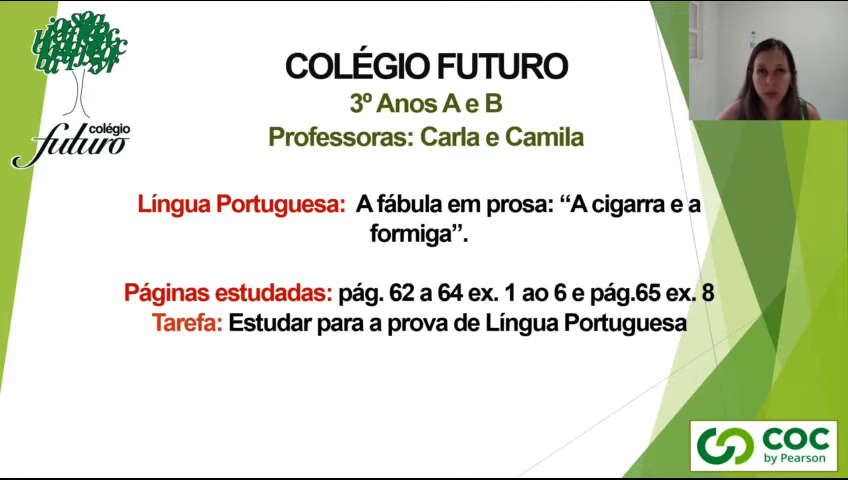 COLÉGIO FUTURO
3º Anos A e B
Professoras: Carla e Camila
colégio
futuro
Língua Portuguesa: A fábula em prosa: “A cigarra e a
formiga”.
Páginas estudadas: pág. 62 a 64 ex. 1 ao 6 e pág.65 ex. 8
Tarefa: Estudar para a prova de Língua Portuguesa
COC
by Pearson